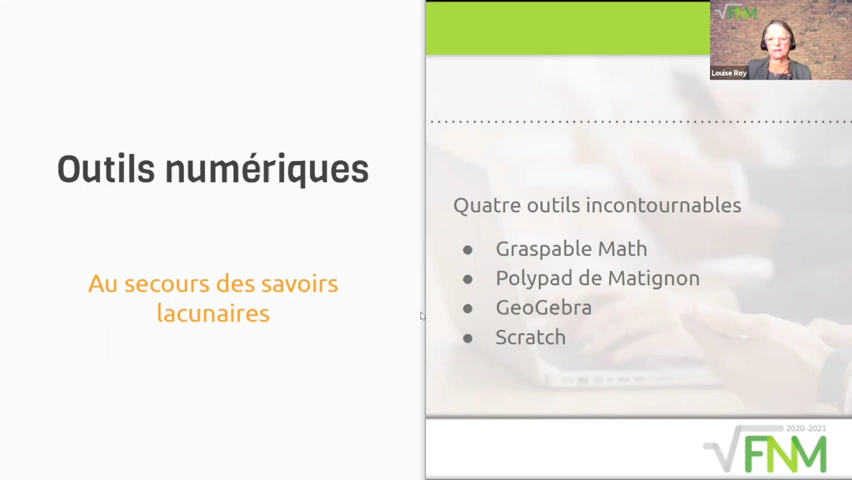 Outils numériques
Au secours des savoirs
lacunaires
FNM
Louise Roy
Quatre outils incontournables
● Graspable Math
● Polypad de Matignon
● GeoGebra
● Scratch
2020-2021
√FNM